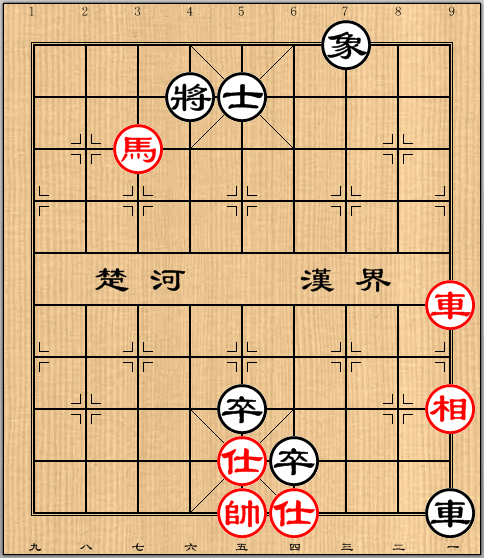 1 2 3 4 5 6 7 8 9
象
將 士
馬
楚 河 漢 界
車
卒 相
仕 卒
帥 仕 車
九 八 七 六 五 四 三 二 一